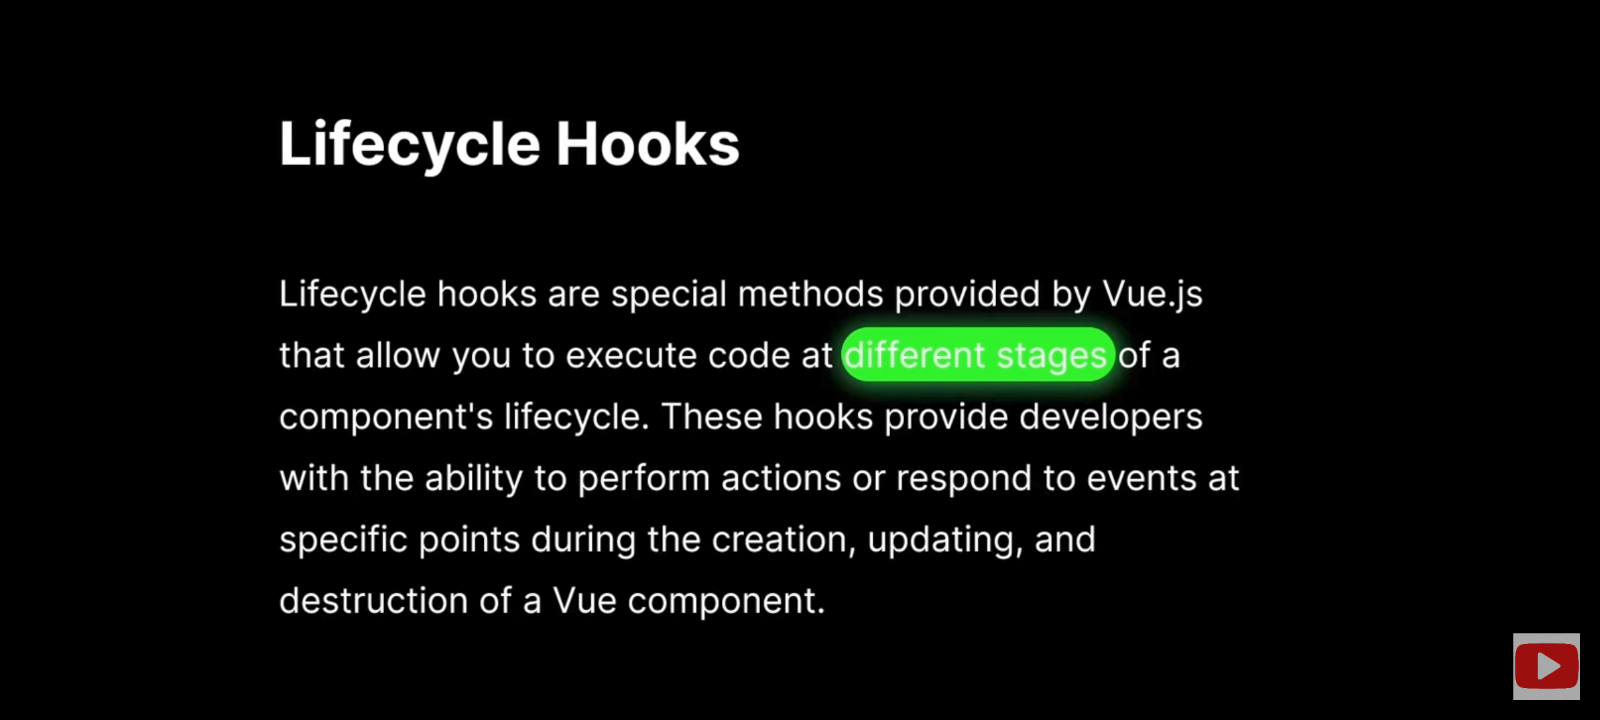 Lifecycle Hooks
Lifecycle hooks are special methods provided by Vue.js
that allow you to execute code at different stages of a
component's lifecycle. These hooks provide developers
with the ability to perform actions or respond to events at
specific points during the creation, updating, and
destruction of a Vue component.